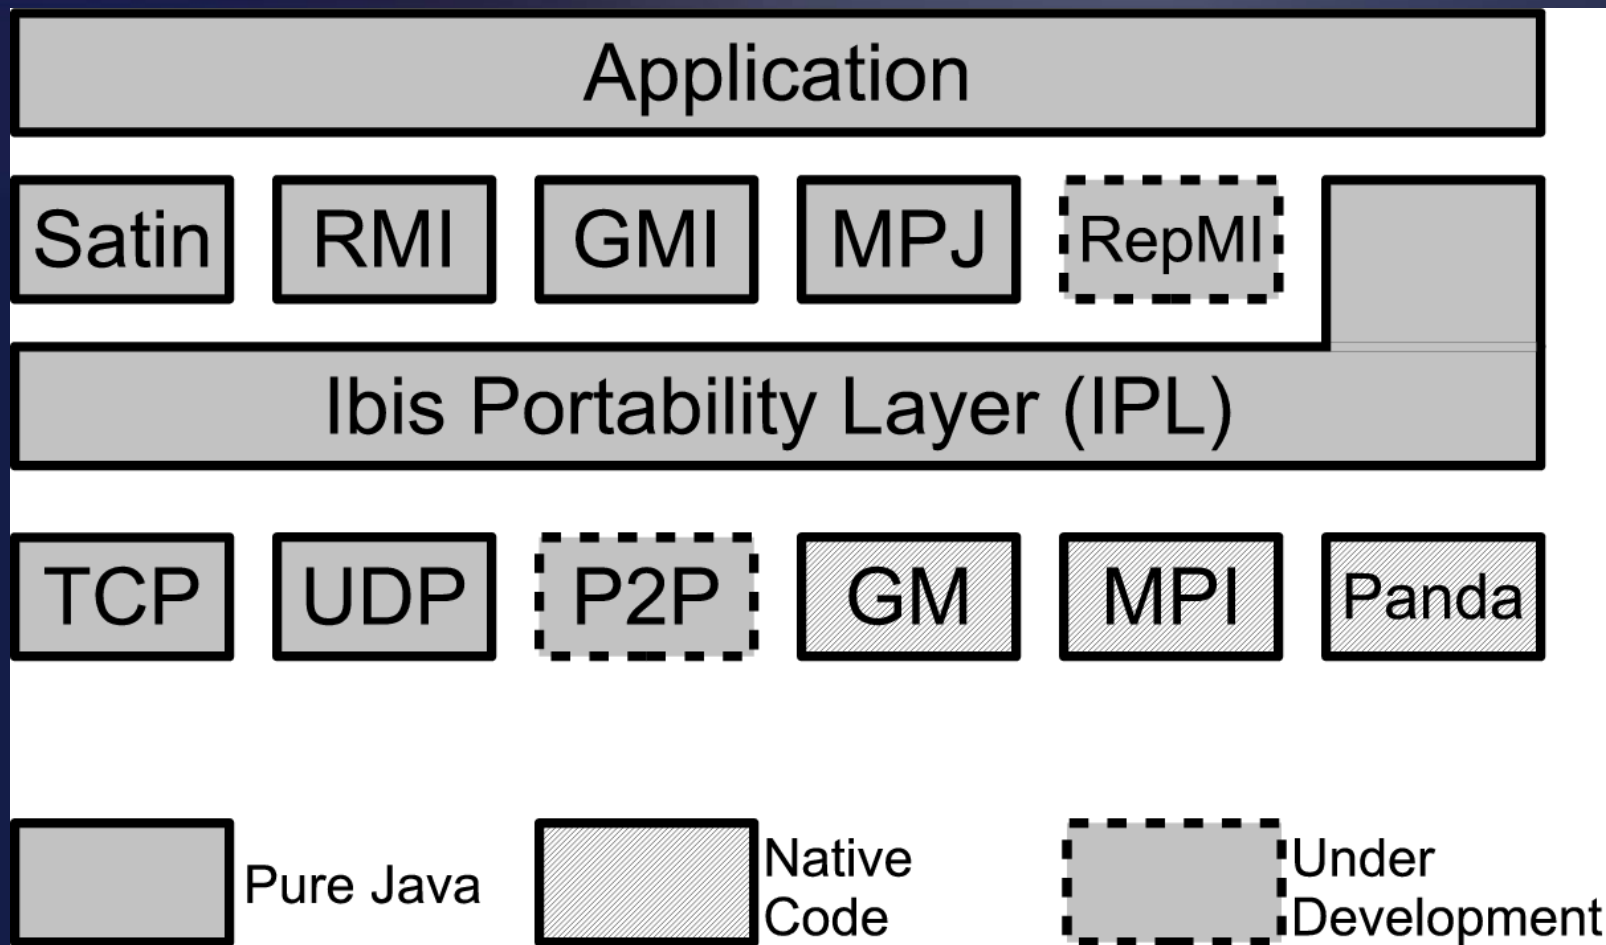 Application
Satin RMI GMI MPJ RepMI
Ibis Portability Layer (IPL)
TCP UDP P2P GM MPI Panda
Pure Java
Native
Code
Under
Development